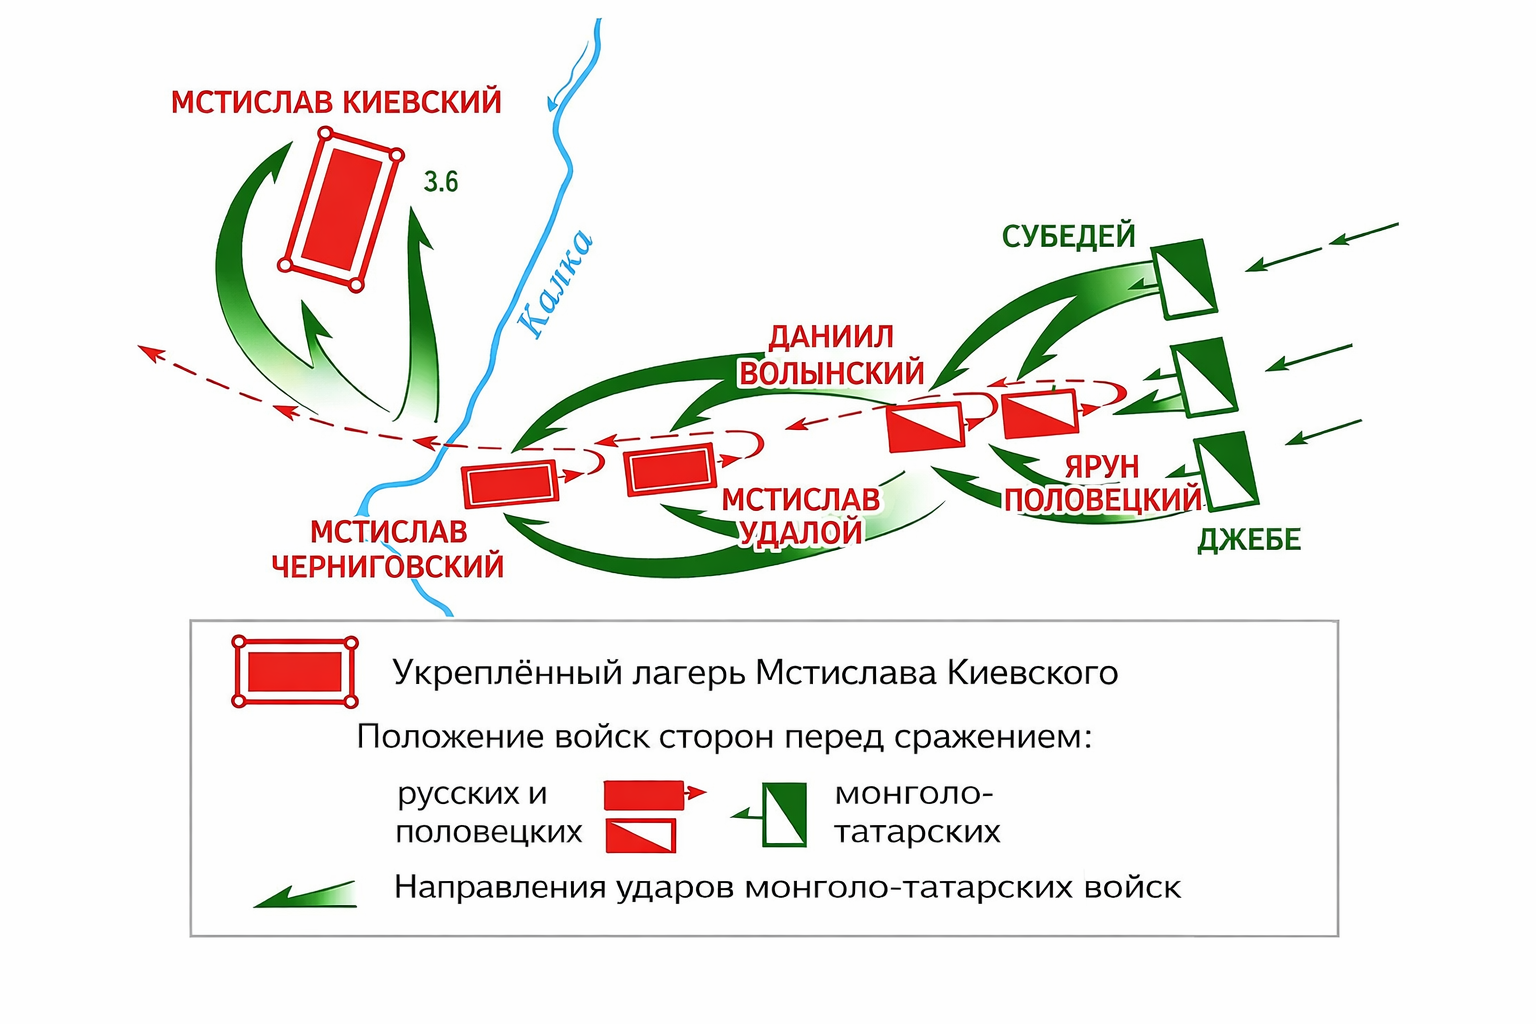 МСТИСЛАВ КИЕВСКИЙ
3.6
Калка
СУБЕДЕЙ
ДАНИИЛ
ВОЛЫНСКИЙ
ЯРУН
ПОЛОВЕЦКИЙ
МСТИСЛАВ
УДАЛОЙ
МСТИСЛАВ
ЧЕРНИГОВСКИЙ
ДЖЕБЕ
Укреплённый лагерь Мстислава Киевского
Положение войск сторон перед сражением:
русских и
половецких
монголо-
татарских
Направления ударов монголо-татарских войск